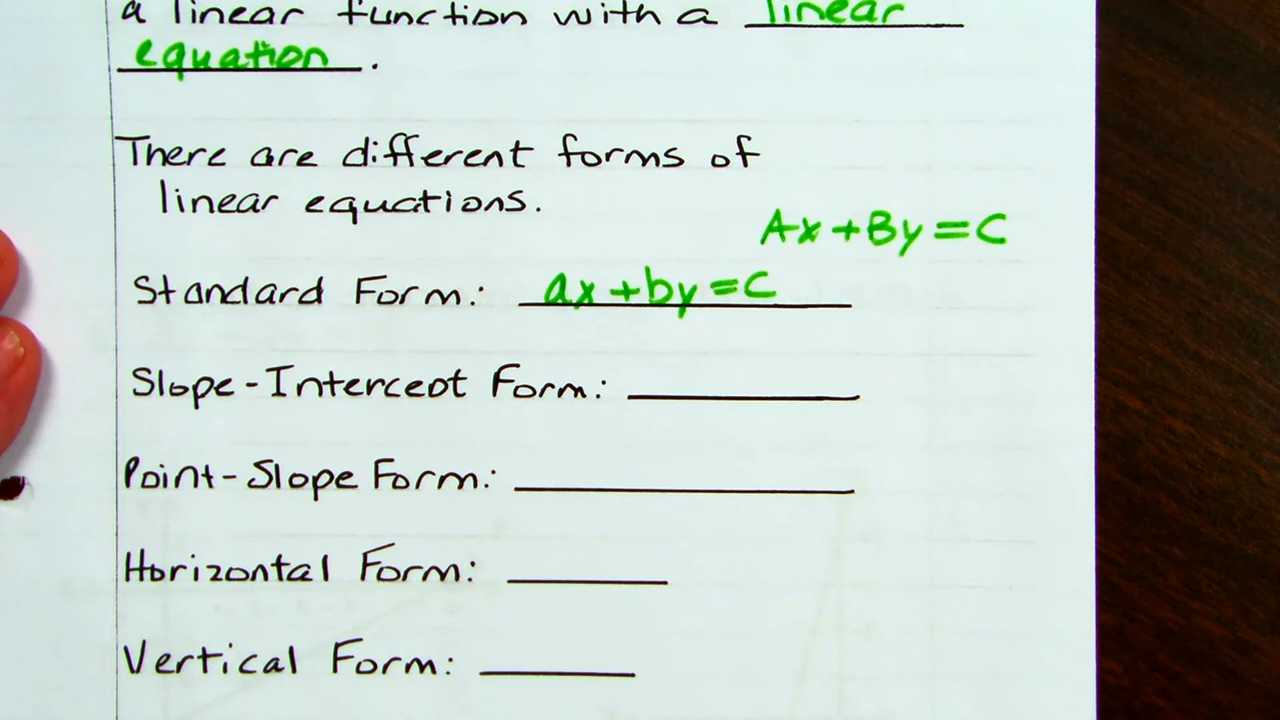 a linear function with a linear
equation.
There are different forms of
linear equations.
Ax+By=C
Standard Form: ax+by=c
Slope-Intercept Form:
Point-Slope Form:
Horizontal Form:
Vertical Form: